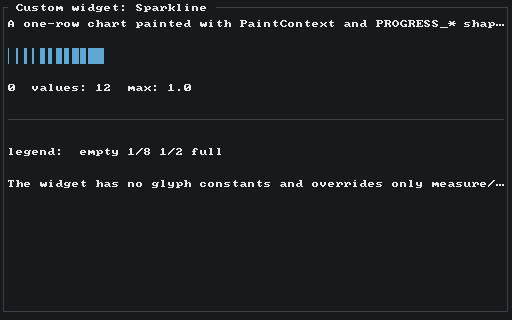 Custom widget: Sparkline
A one-row chart painted with PaintContext and PROGRESS_* shap…
0  values: 12  max: 1.0
legend:  empty 1/8 1/2 full
The widget has no glyph constants and overrides only measure/…